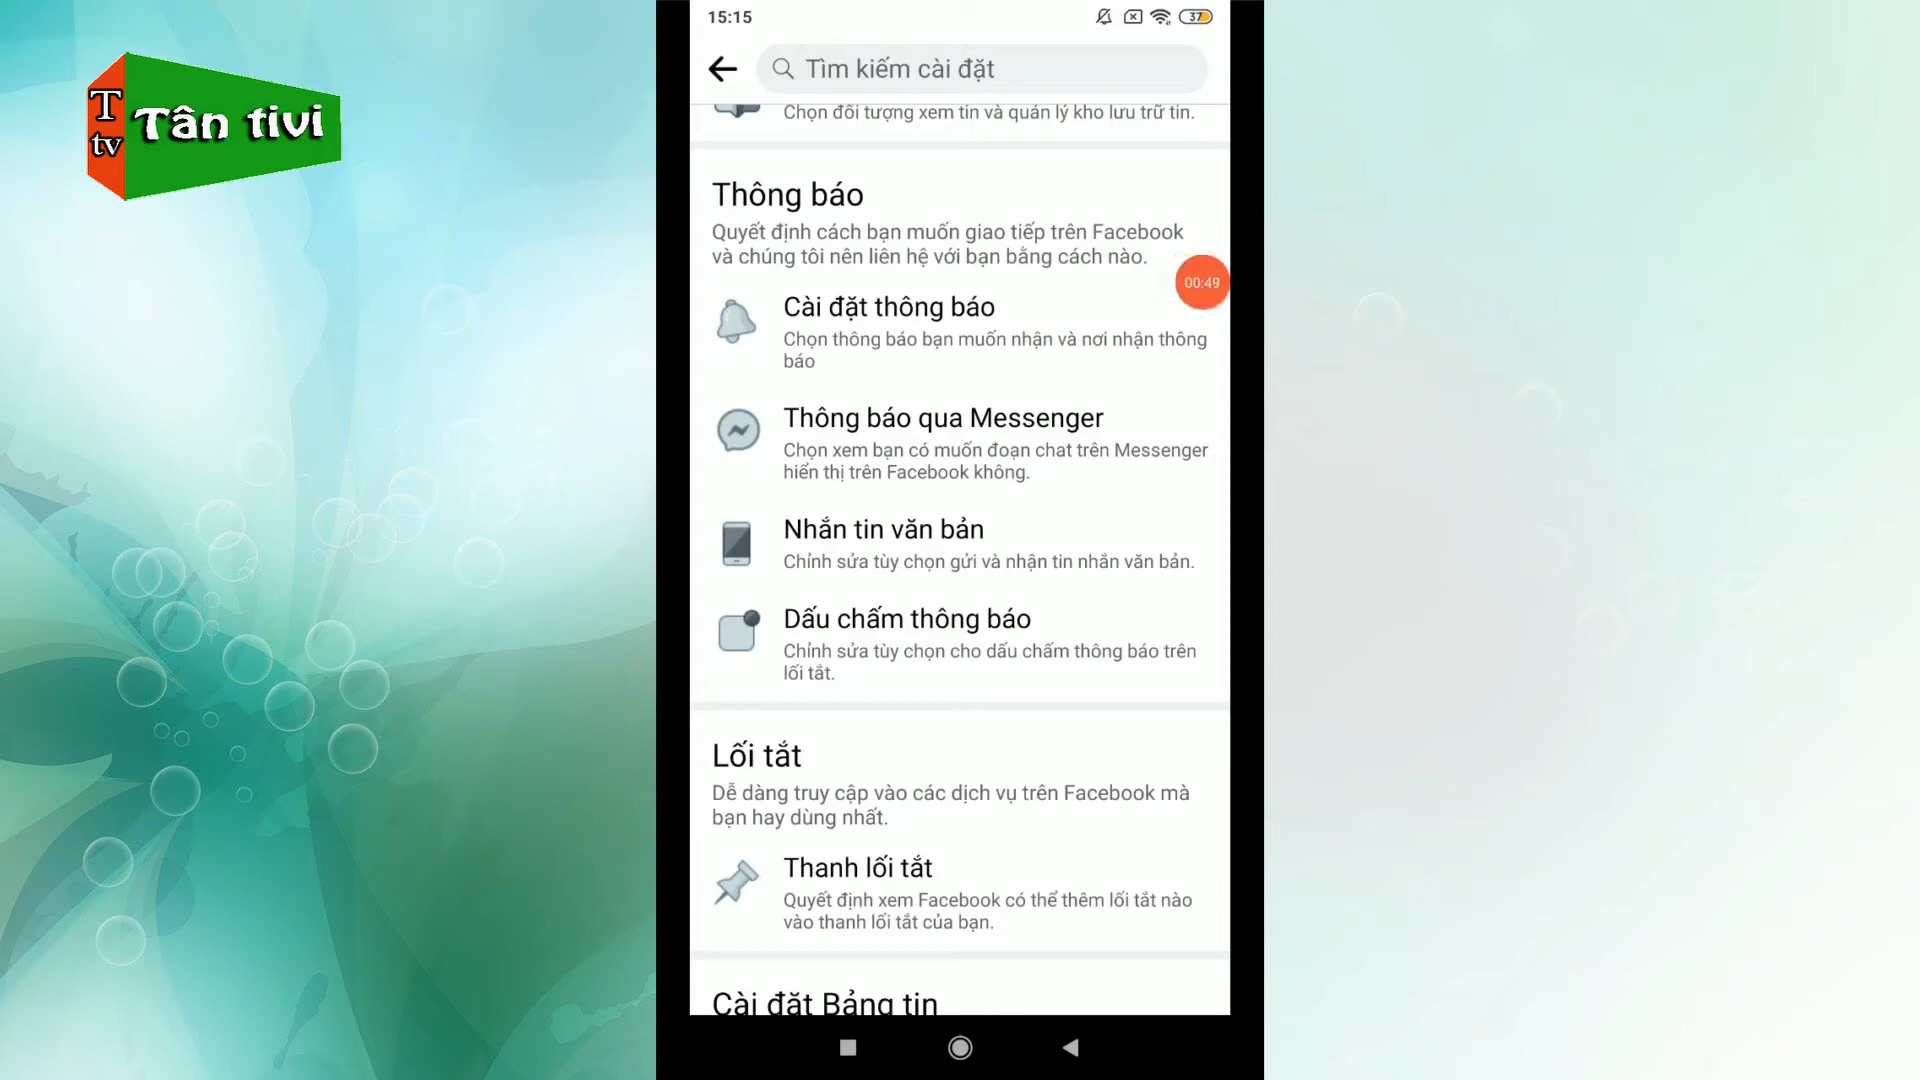 T
tv
Tân tivi
15:15
37
Tìm kiếm cài đặt
Chọn đối tượng xem tin và quản lý kho lưu trữ tin.
Thông báo
Quyết định cách bạn muốn giao tiếp trên Facebook
và chúng tôi nên liên hệ với bạn bằng cách nào.
00:49
Cài đặt thông báo
Chọn thông báo bạn muốn nhận và nơi nhận thông
báo
Thông báo qua Messenger
Chọn xem bạn có muốn đoạn chat trên Messenger
hiển thị trên Facebook không.
Nhắn tin văn bản
Chỉnh sửa tùy chọn gửi và nhận tin nhắn văn bản.
Dấu chấm thông báo
Chỉnh sửa tùy chọn cho dấu chấm thông báo trên
lối tắt.
Lối tắt
Dễ dàng truy cập vào các dịch vụ trên Facebook mà
bạn hay dùng nhất.
Thanh lối tắt
Quyết định xem Facebook có thể thêm lối tắt nào
vào thanh lối tắt của bạn.
Cài đặt Bảng tin